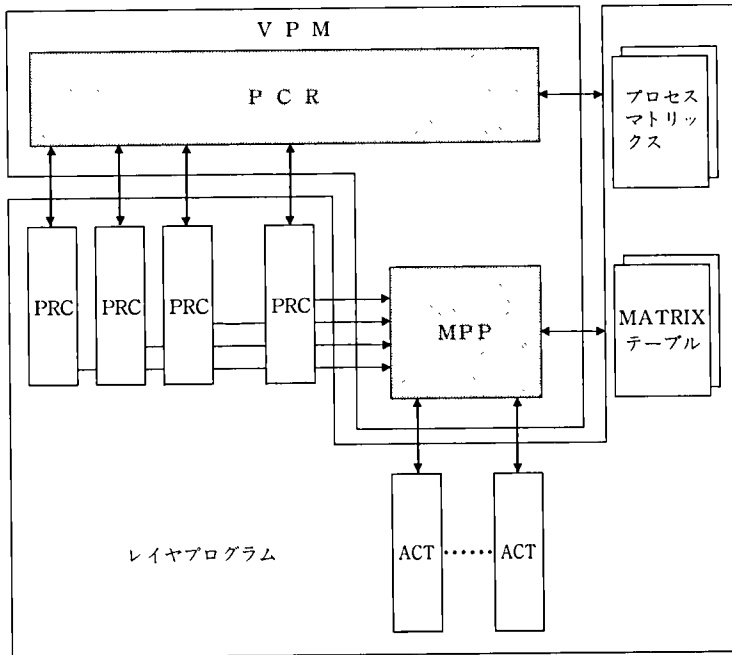 V P M
P C R
プロセス
マトリッ
クス
PRC
PRC
PRC
PRC
MPP
MATRIX
テーブル
ACT
······
ACT
レイヤプログラム